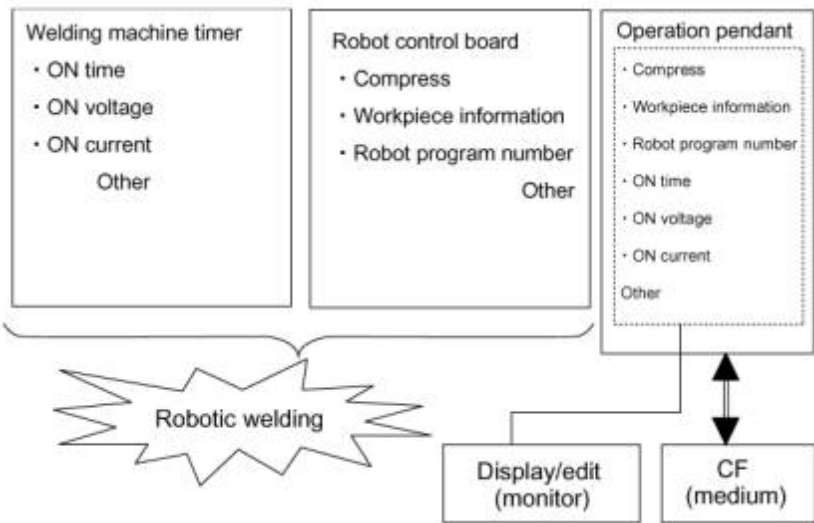 Welding machine timer
・ON time
・ON voltage
・ON current
Other
Robot control board
・Compress
・Workpiece information
・Robot program number
Other
Operation pendant
・Compress
・Workpiece information
・Robot program number
・ON time
・ON voltage
・ON current
Other
Robotic welding
Display/edit
(monitor)
CF
(medium)